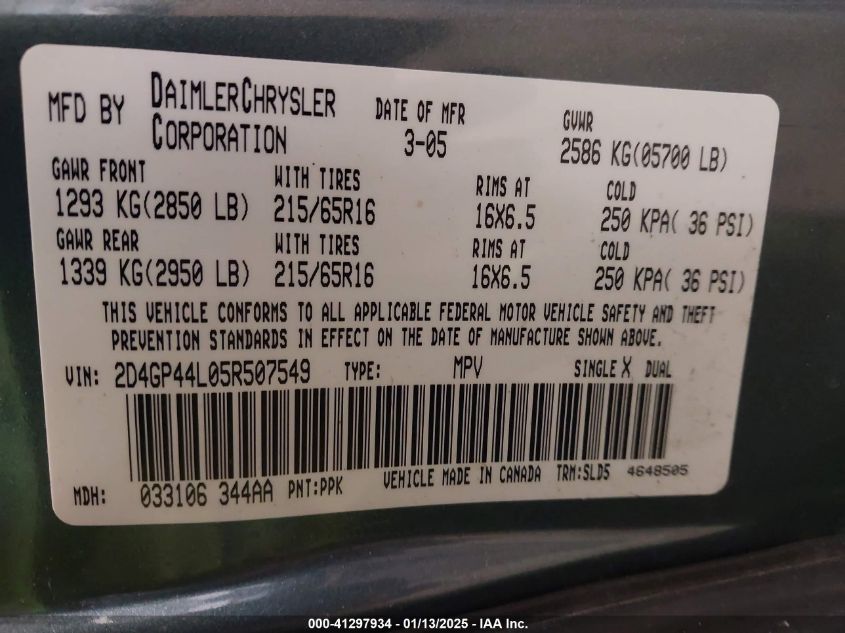 MFD BY DAIMLERCHRYSLER CORPORATION DATE OF MFR 3-05 GVWR 2586 KG(05700 LB)
GAWR FRONT WITH TIRES RIMS AT COLD
1293 KG(2850 LB) 215/65R16 16X6.5 250 KPA( 36 PSI)
GAWR REAR WITH TIRES RIMS AT COLD
1339 KG(2950 LB) 215/65R16 16X6.5 250 KPA( 36 PSI)
THIS VEHICLE CONFORMS TO ALL APPLICABLE FEDERAL MOTOR VEHICLE SAFETY AND THEFT
PREVENTION STANDARDS IN EFFECT ON THE DATE OF MANUFACTURE SHOWN ABOVE.
VIN: 2D4GP44L05R507549 TYPE: MPV SINGLE X DUAL
MDH: 033106 344AA PNT:PPK VEHICLE MADE IN CANADA TRM:SLD5 4648505
000-41297934 - 01/13/2025 - IAA Inc.